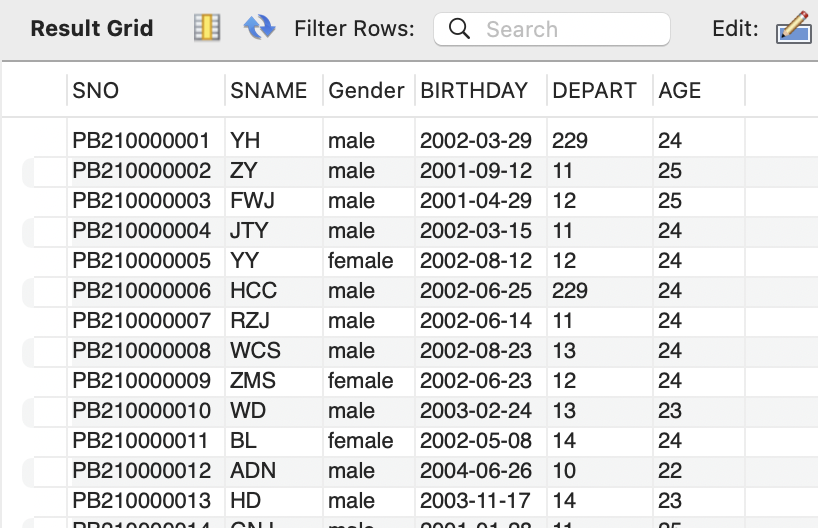 Result Grid Filter Rows: Search Edit:
SNO SNAME Gender BIRTHDAY DEPART AGE
PB210000001 YH male 2002-03-29 229 24
PB210000002 ZY male 2001-09-12 11 25
PB210000003 FWJ male 2001-04-29 12 25
PB210000004 JTY male 2002-03-15 11 24
PB210000005 YY female 2002-08-12 12 24
PB210000006 HCC male 2002-06-25 229 24
PB210000007 RZJ male 2002-06-14 11 24
PB210000008 WCS male 2002-08-23 13 24
PB210000009 ZMS female 2002-06-23 12 24
PB210000010 WD male 2003-02-24 13 23
PB210000011 BL female 2002-05-08 14 24
PB210000012 ADN male 2004-06-26 10 22
PB210000013 HD male 2003-11-17 14 23